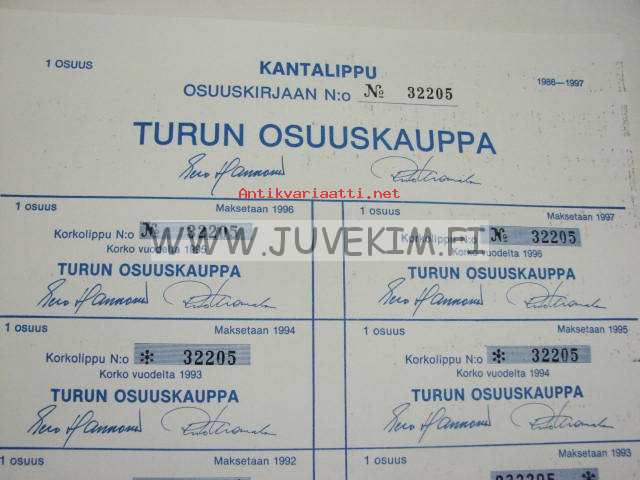 1 OSUUS
KANTALIPPU
1986—1997
OSUUSKIRJAAN N:o № 32205
TURUN OSUUSKAUPPA
Antikvariaatti.net
1 osuus Maksetaan 1996
Korkolippu N:o № 32205
Korko vuodelta 1995
TURUN OSUUSKAUPPA
1 osuus Maksetaan 1997
Korkolippu N:o № 32205
Korko vuodelta 1996
TURUN OSUUSKAUPPA
WWW.JUVEKIM.FI
1 osuus Maksetaan 1994
Korkolippu N:o * 32205
Korko vuodelta 1993
TURUN OSUUSKAUPPA
1 osuus Maksetaan 1995
Korkolippu N:o * 32205
Korko vuodelta 1994
TURUN OSUUSKAUPPA
1 osuus Maksetaan 1992
1 osuus Maksetaan 1993